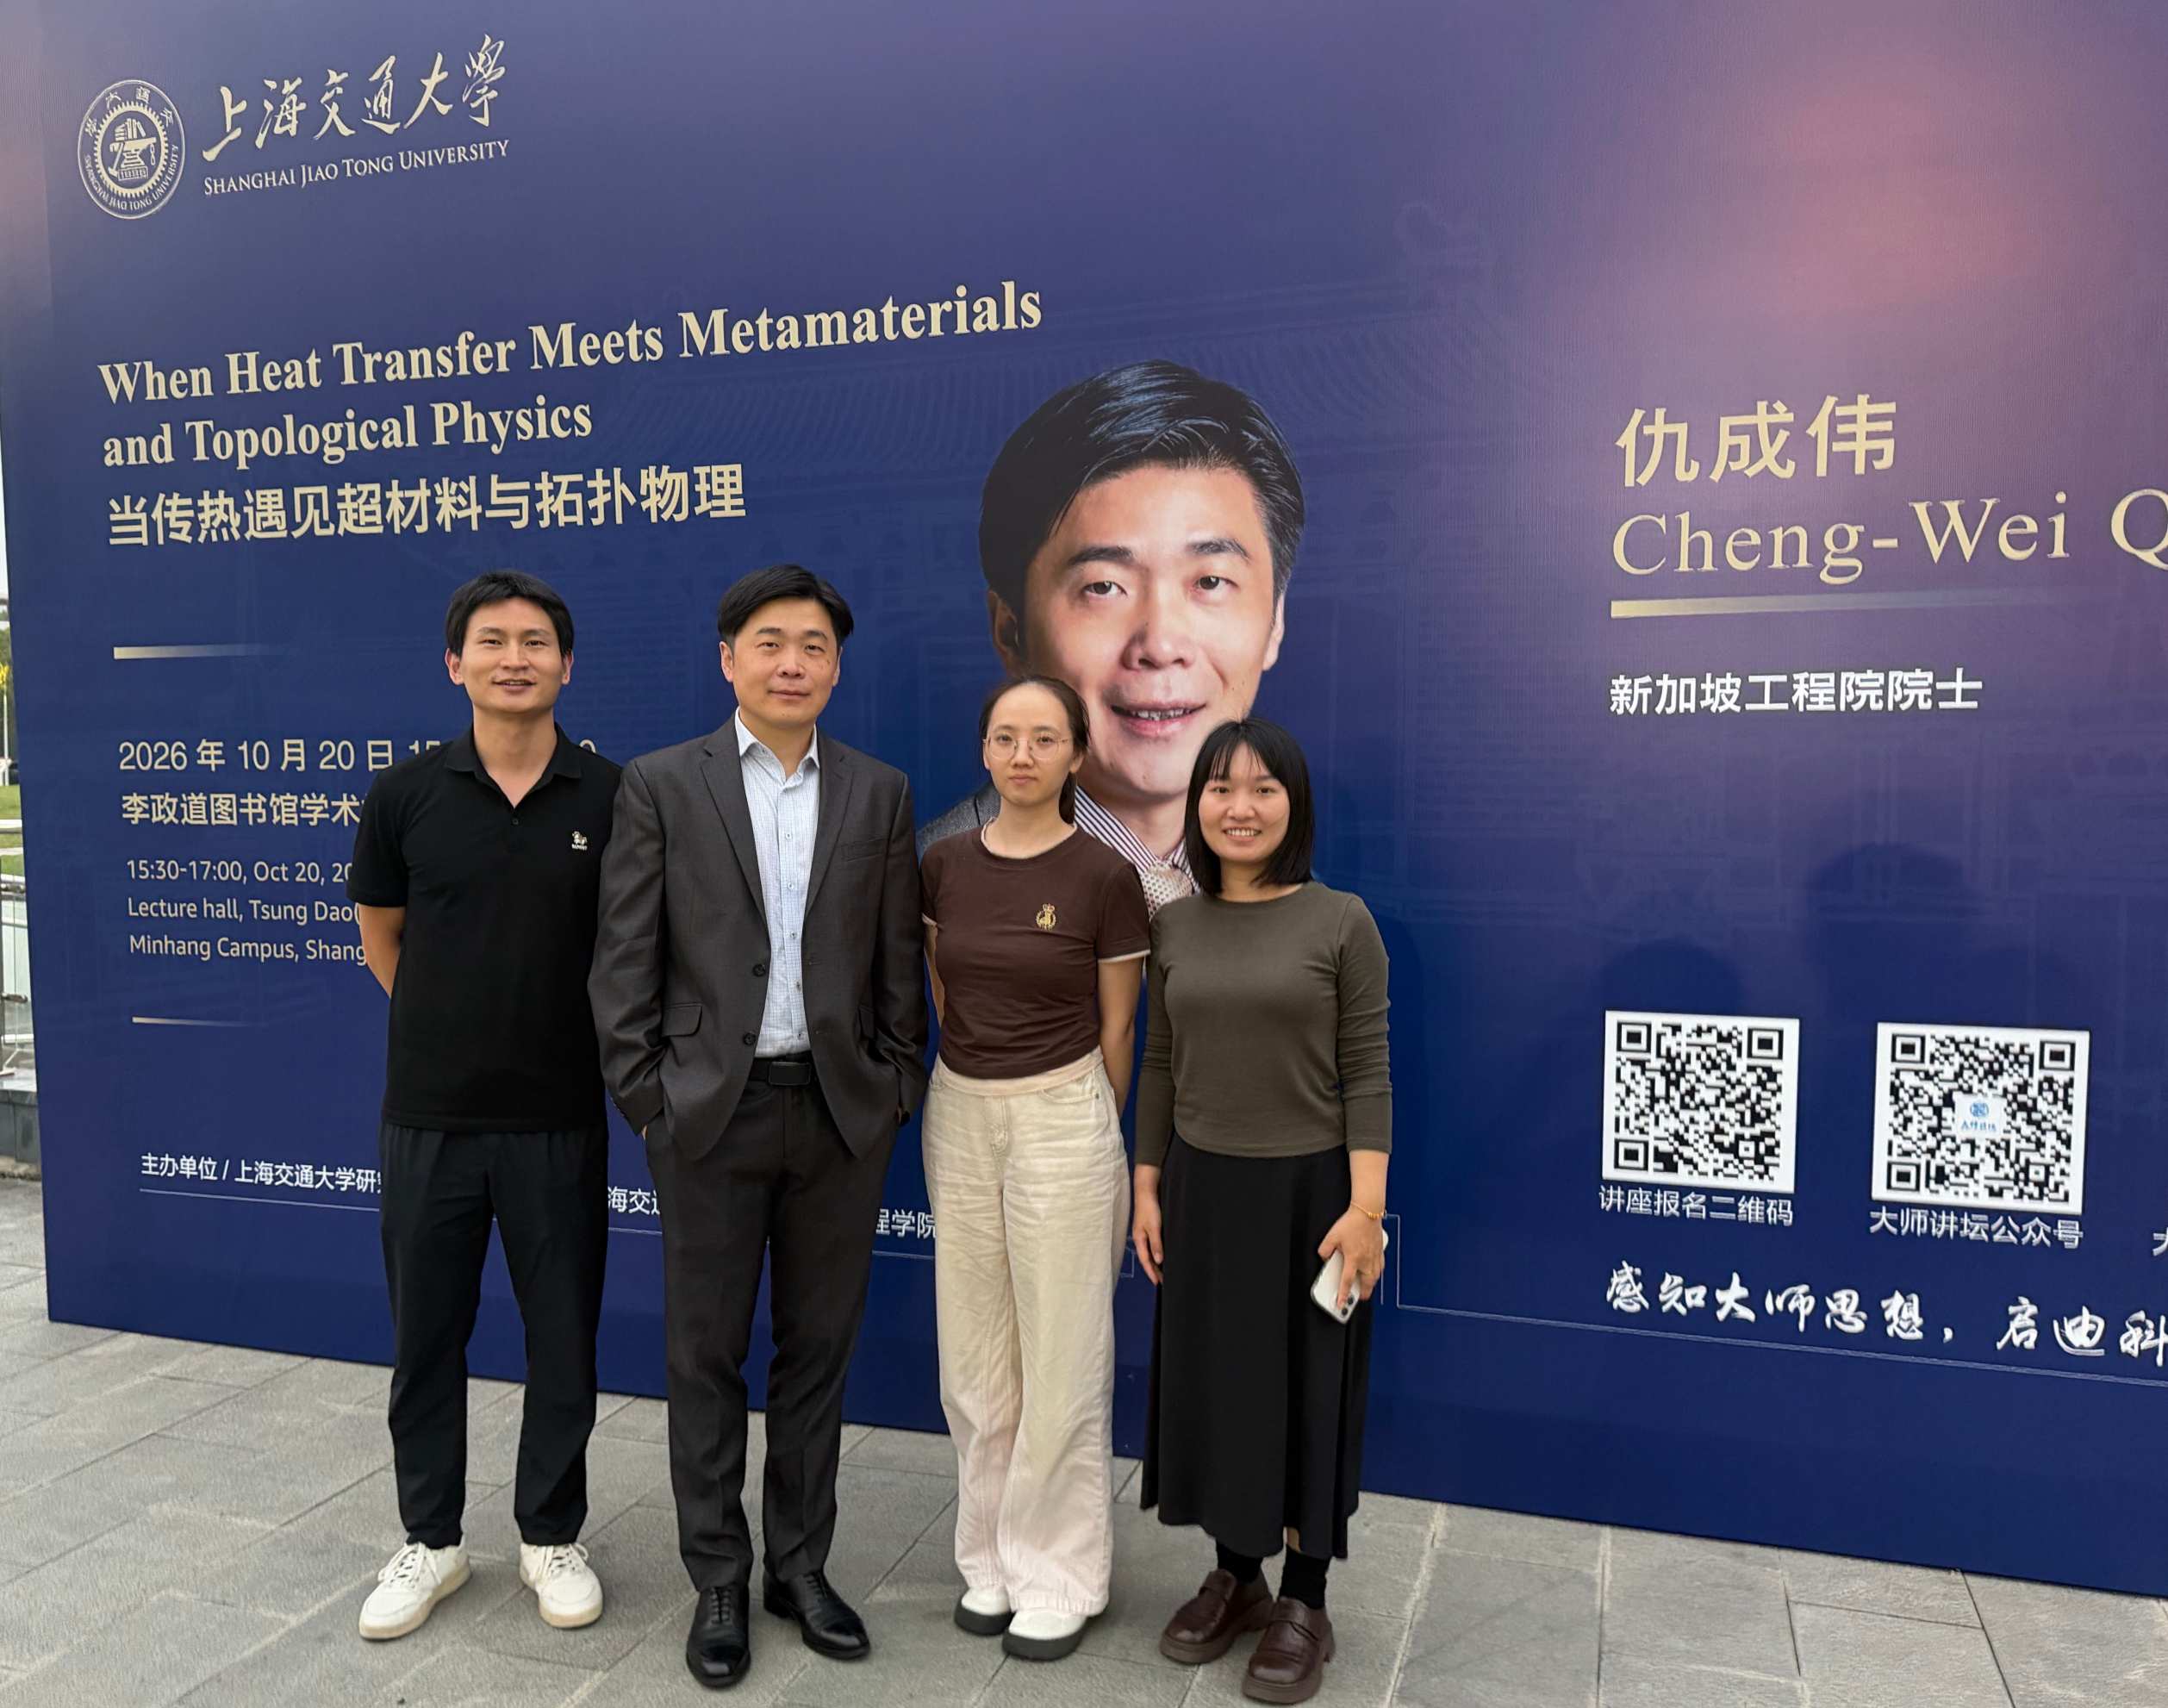 上海交通大學
SHANGHAI JIAO TONG UNIVERSITY
When Heat Transfer Meets Metamaterials
and Topological Physics
当传热遇见超材料与拓扑物理
2026 年 10 月 20 日
李政道图书馆学术
15:30-17:00, Oct 20,
Lecture hall, Tsung Dao
Minhang Campus,
主办单位 / 上海交通大学研
海交
程学院
仇成伟
Cheng-Wei Q
新加坡工程院院士
讲座报名二维码
大师讲坛公众号
感知大师思想，启迪科